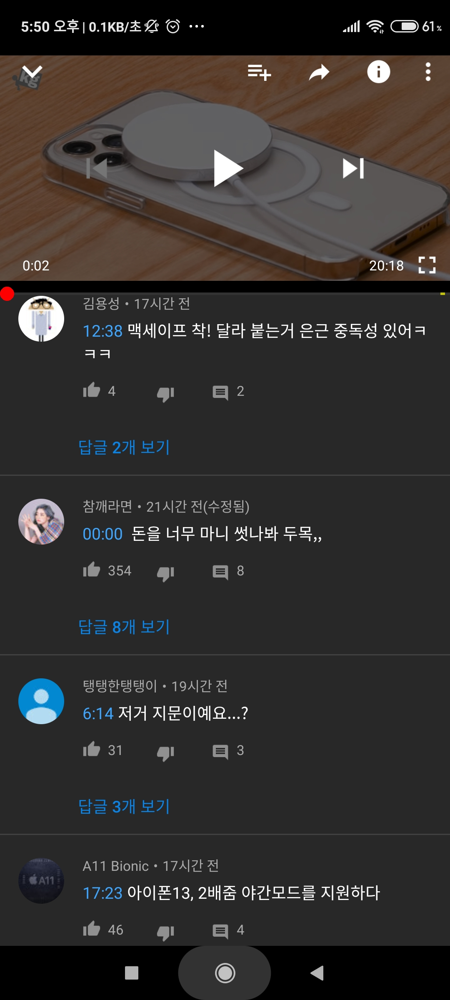 5:50 오후 | 0.1KB/초
61%
kg
0:02
20:18
김용성 • 17시간 전
12:38 맥세이프 착! 달라 붙는거 은근 중독성 있어ㅋ
ㅋㅋ
4
2
답글 2개 보기
참깨라면 • 21시간 전(수정됨)
00:00 돈을 너무 마니 썻나봐 두목,,
354
8
답글 8개 보기
탱탱한탱탱이 • 19시간 전
6:14 저거 지문이예요...?
31
3
답글 3개 보기
A11
A11 Bionic • 17시간 전
17:23 아이폰13, 2배줌 야간모드를 지원하다
46
4